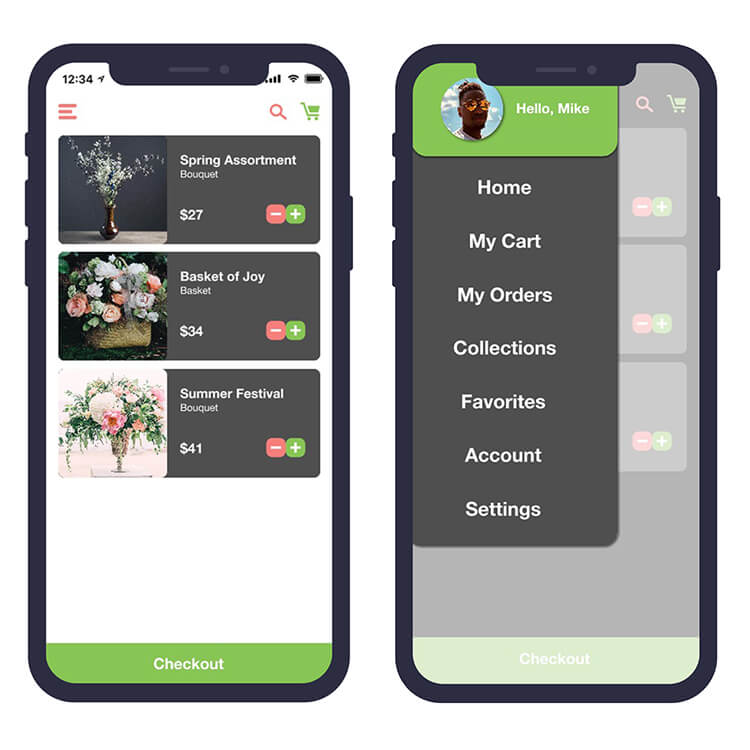 12:34
Spring Assortment
Bouquet
$27
Basket of Joy
Basket
$34
Summer Festival
Bouquet
$41
Checkout
Hello, Mike
Home
My Cart
My Orders
Collections
Favorites
Account
Settings
Checkout